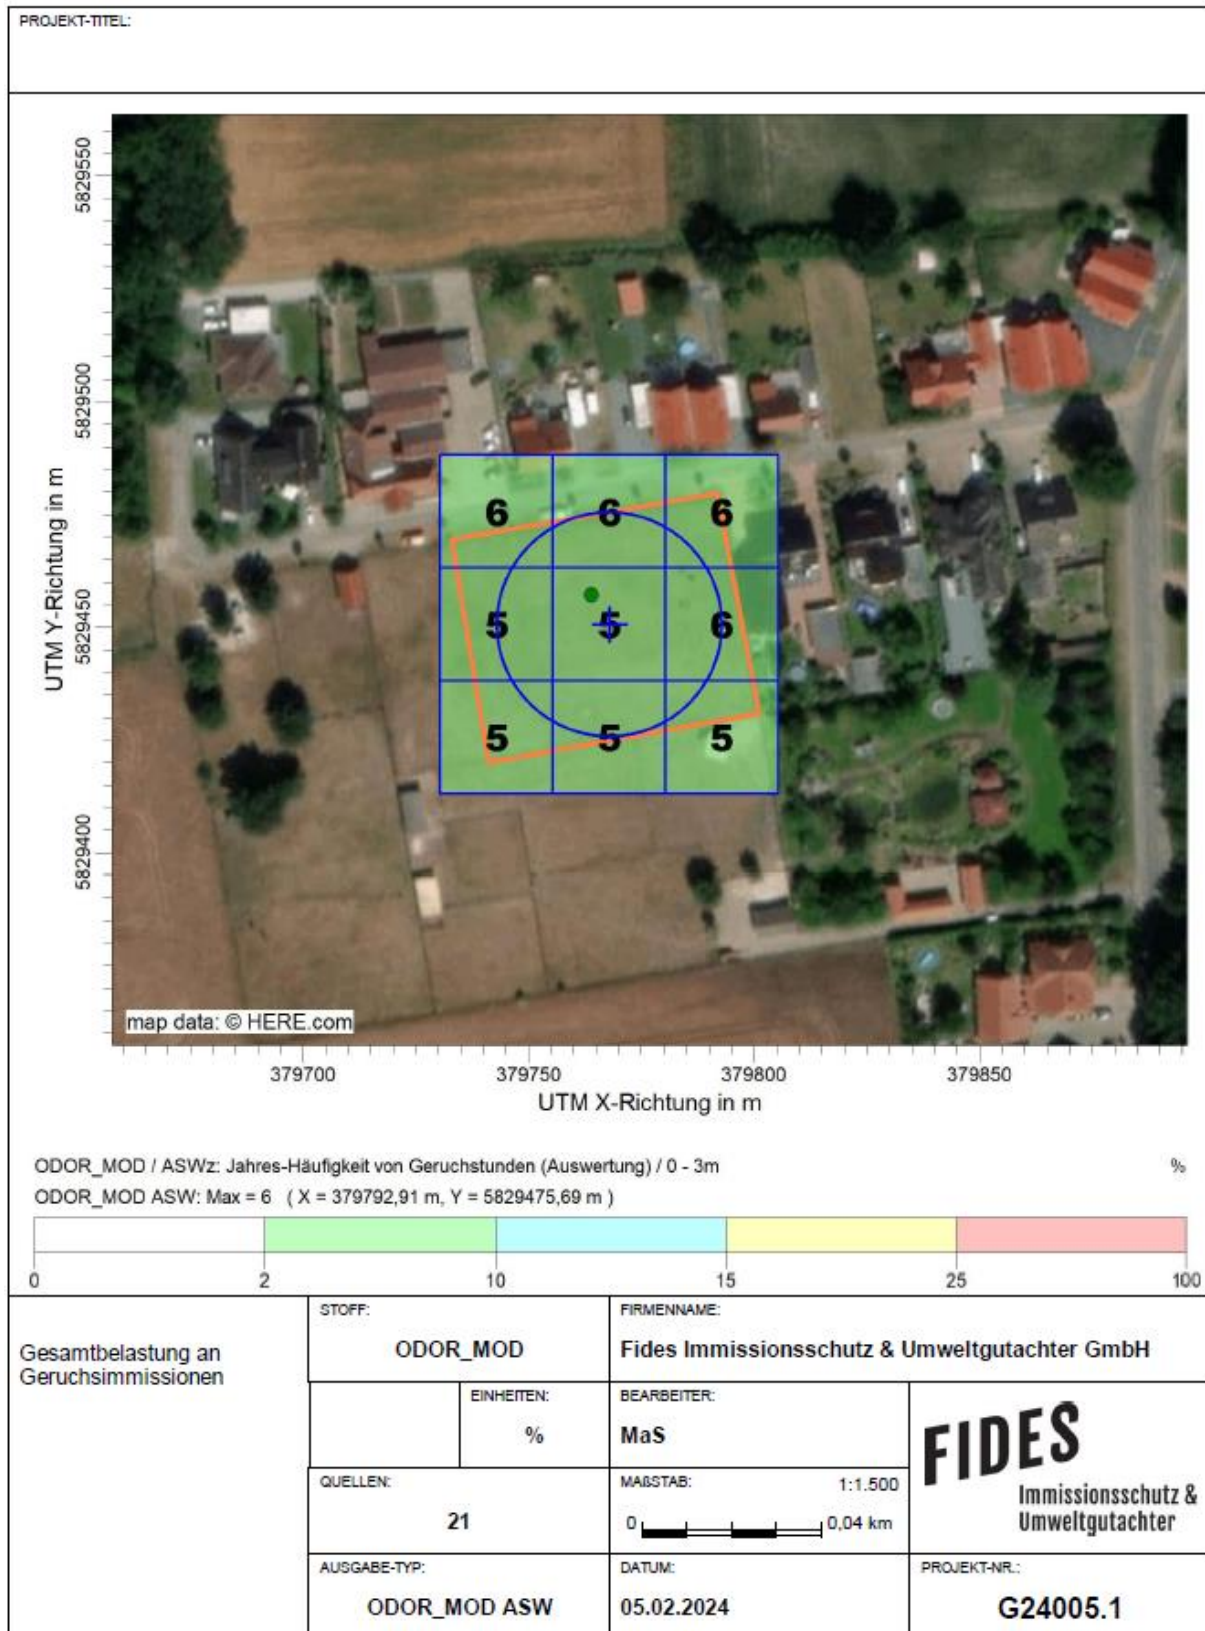 PROJEKT-TITEL:
UTM Y-Richtung in m
5829550
5829500
5829450
5829400
6 6 6
5 5 6
5 5 5
map data: © HERE.com
379700 379750 379800 379850
UTM X-Richtung in m
ODOR_MOD / ASWz: Jahres-Häufigkeit von Geruchstunden (Auswertung) / 0 - 3m %
ODOR_MOD ASW: Max = 6 ( X = 379792,91 m, Y = 5829475,69 m )
0 2 10 15 25 100
Gesamtbelastung an
Geruchsimmissionen
STOFF:
ODOR_MOD
FIRMENNAME:
Fides Immissionsschutz & Umweltgutachter GmbH
EINHEITEN:
%
BEARBEITER:
MaS
QUELLEN:
21
MAßSTAB: 1:1.500
0 0,04 km
FIDES
Immissionsschutz &
Umweltgutachter
AUSGABE-TYP:
ODOR_MOD ASW
DATUM:
05.02.2024
PROJEKT-NR.:
G24005.1